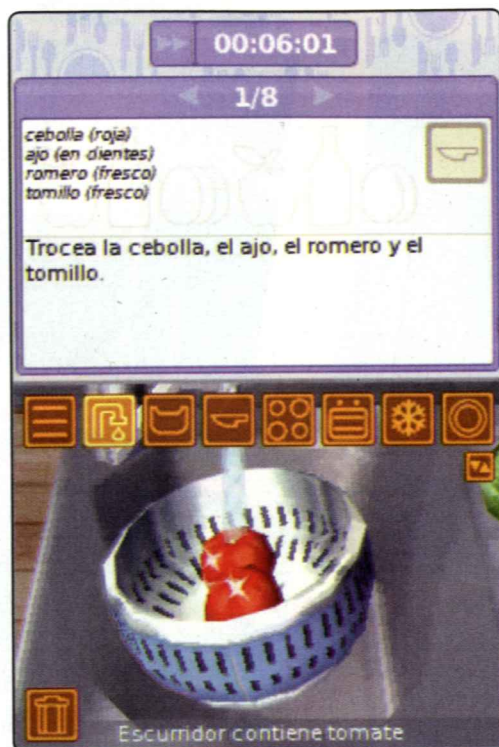 00:06:01
1/8
cebolla (roja)
ajo (en dientes)
romero (fresco)
tomillo (fresco)
Trocea la cebolla, el ajo, el romero y el
tomillo.
Escurridor contiene tomate